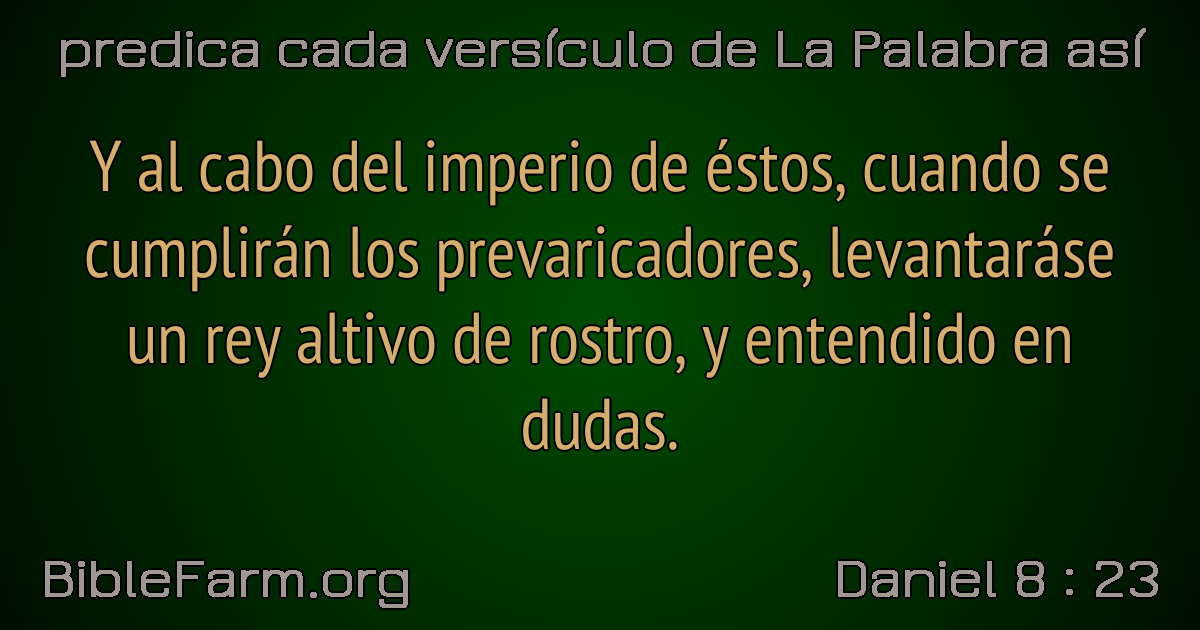 predica cada versículo de La Palabra así
Y al cabo del imperio de éstos, cuando se
cumplirán los prevaricadores, levantaráse
un rey altivo de rostro, y entendido en
dudas.
BibleFarm.org
Daniel 8 : 23